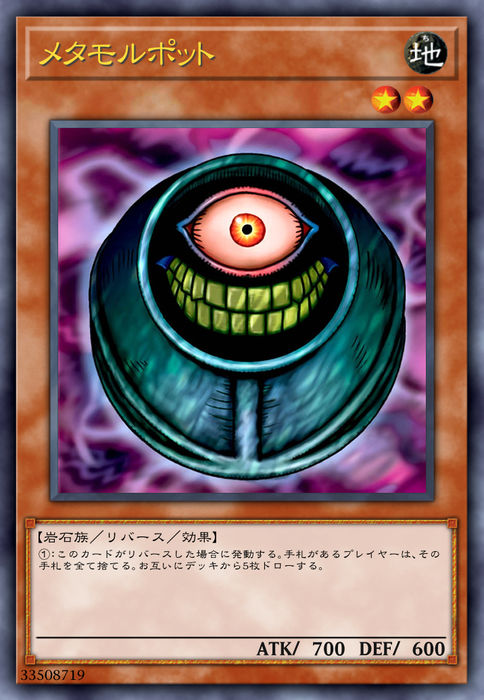 メタモルポット
ち
地
【岩石族／リバース／効果】
①:このカードがリバースした場合に発動する。手札があるプレイヤーは、その
手札を全て捨てる。お互いにデッキから5枚ドローする。
ATK/ 700 DEF/ 600
33508719